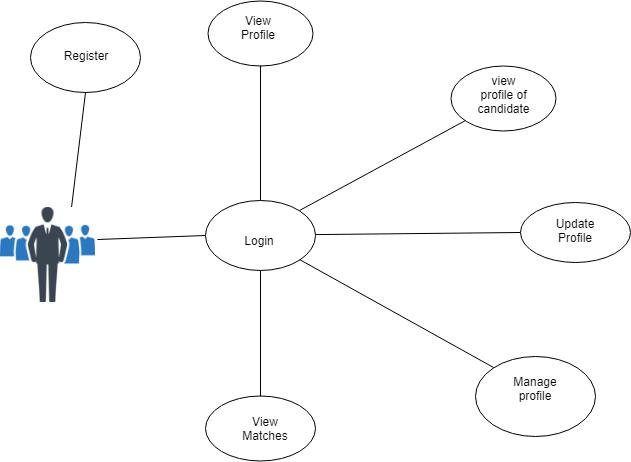 View
Profile
Register
view
profile of
candidate
Login
Update
Profile
Manage
profile
View
Matches